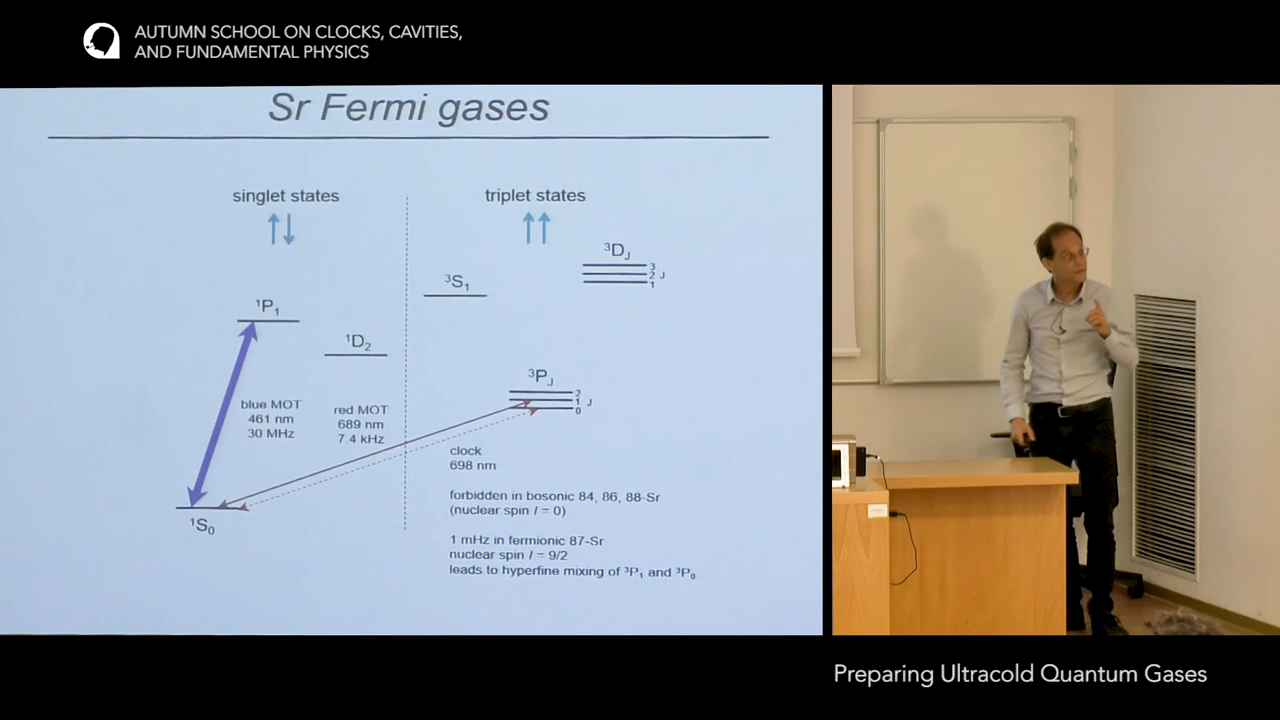 AUTUMN SCHOOL ON CLOCKS, CAVITIES,
AND FUNDAMENTAL PHYSICS
Sr Fermi gases
singlet states
triplet states
↑↓
↑↑
³D_J
3
2 J
1
³S₁
¹P₁
¹D₂
³P_J
2
1 J
0
blue MOT
461 nm
30 MHz
red MOT
689 nm
7.4 kHz
clock
698 nm
forbidden in bosonic 84, 86, 88-Sr
(nuclear spin I = 0)
1 mHz in fermionic 87-Sr
nuclear spin I = 9/2
leads to hyperfine mixing of ³P₁ and ³P₀
¹S₀
Preparing Ultracold Quantum Gases